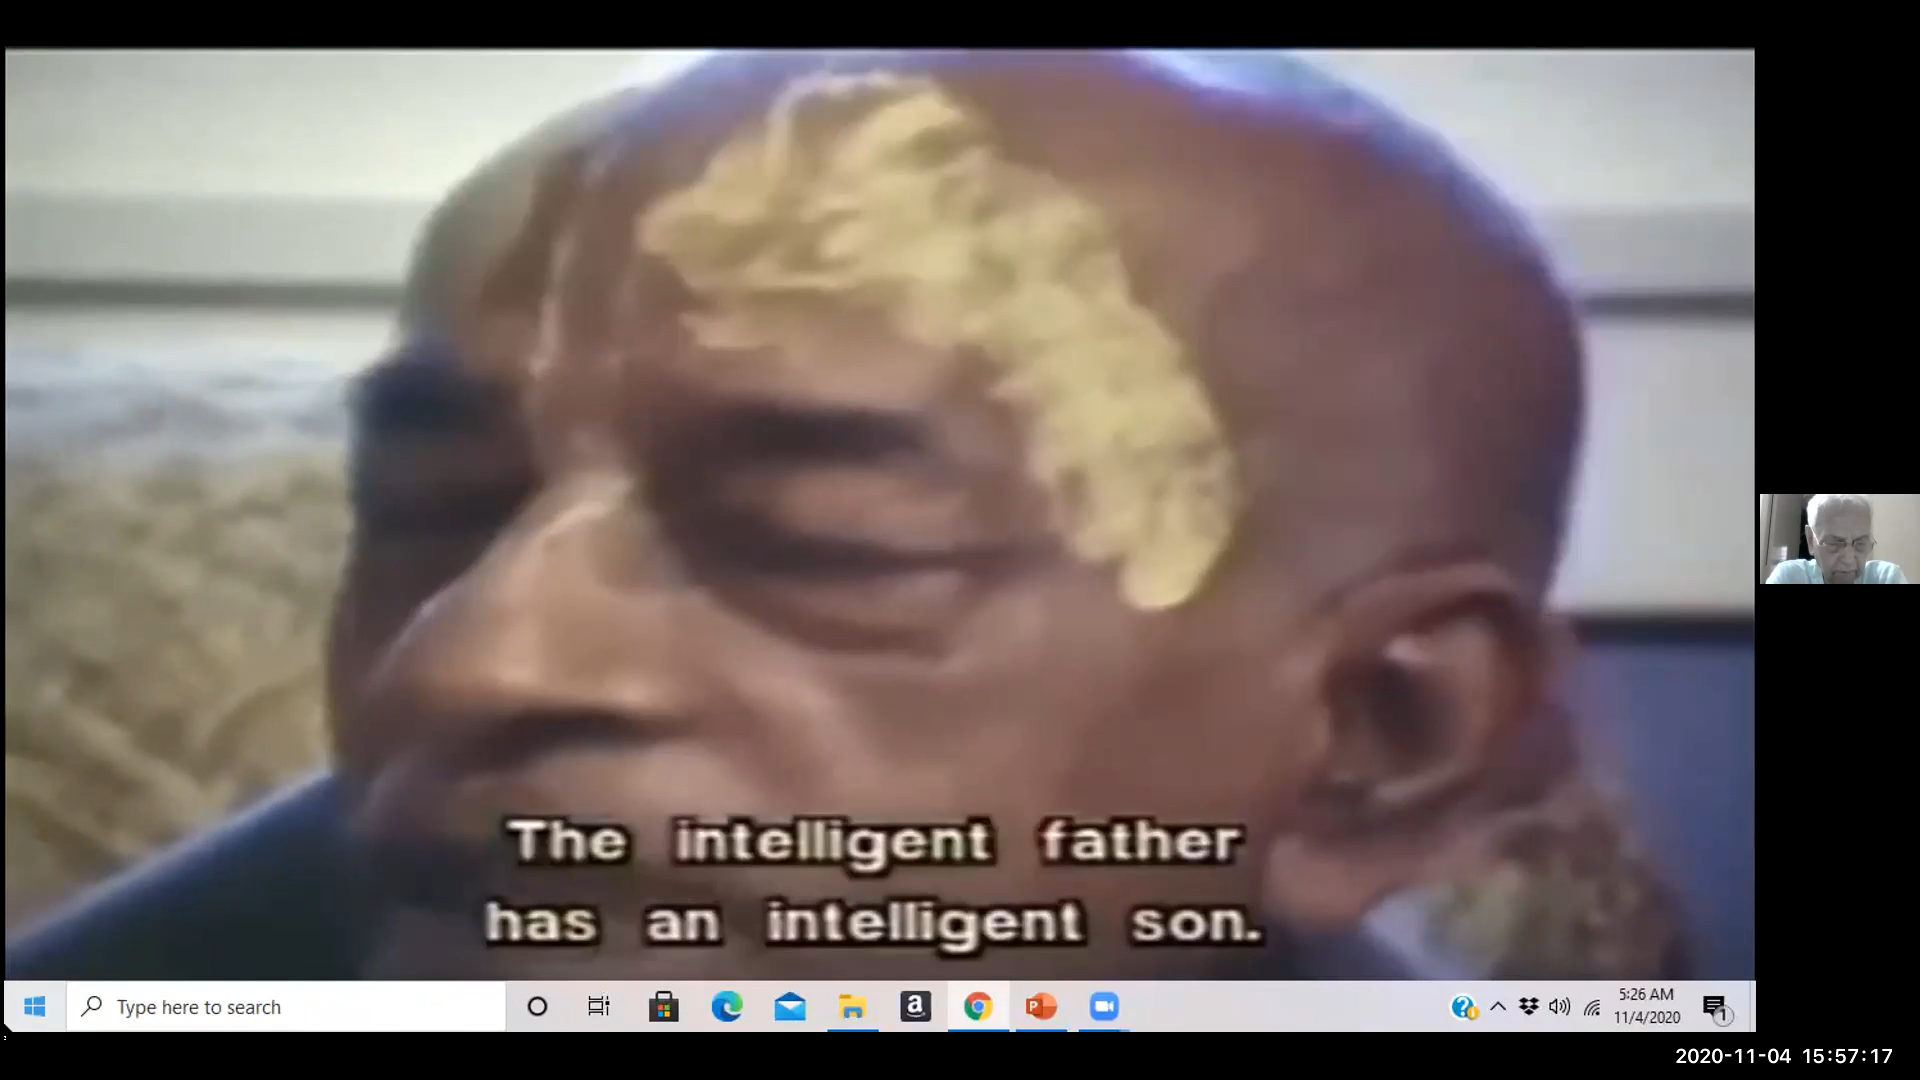 The intelligent father
has an intelligent son.
Type here to search
5:26 AM
11/4/2020
1
2020-11-04 15:57:17